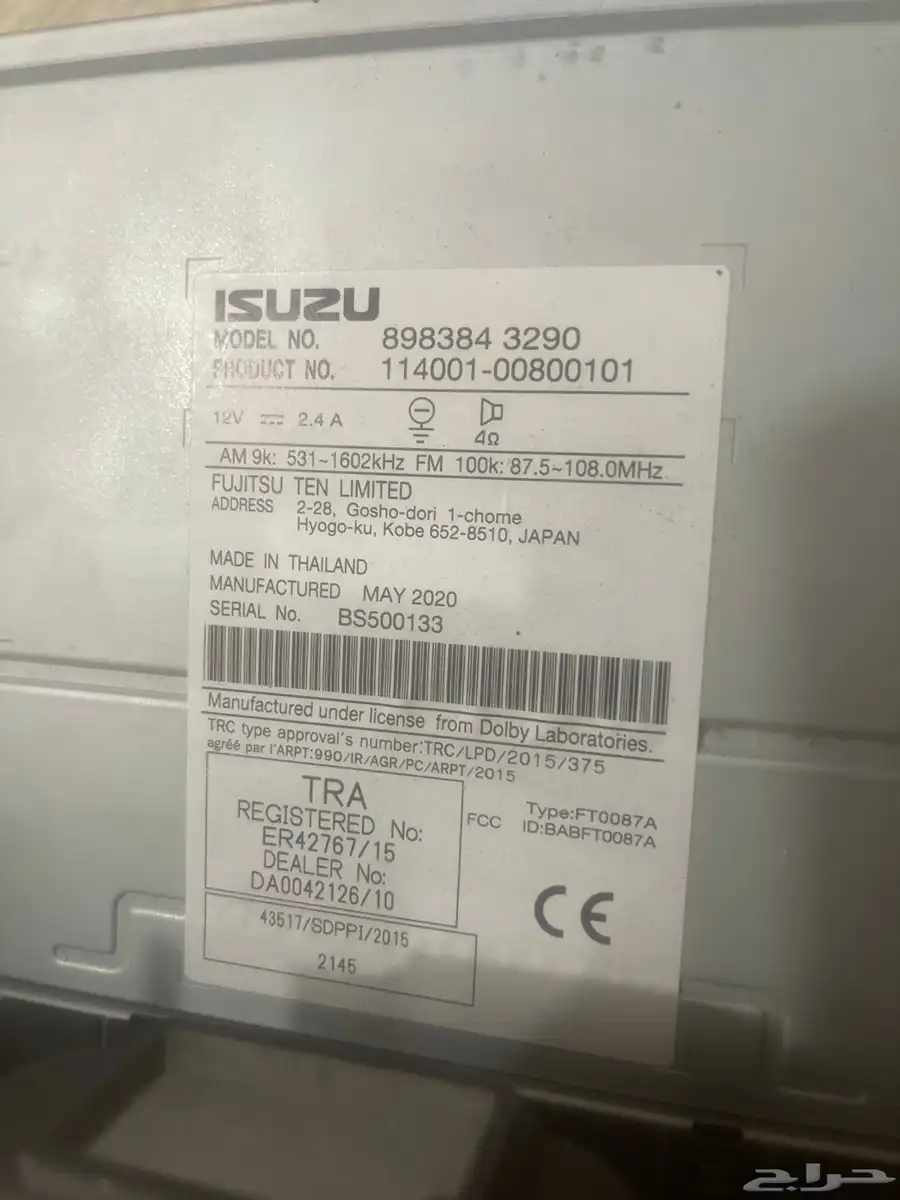 ISUZU
MODEL NO. 898384 3290
PRODUCT NO. 114001-00800101
12V 2.4 A 4Ω
AM 9k: 531~1602kHz FM 100k: 87.5~108.0MHz
FUJITSU TEN LIMITED
ADDRESS 2-28, Gosho-dori 1-chome
Hyogo-ku, Kobe 652-8510, JAPAN
MADE IN THAILAND
MANUFACTURED MAY 2020
SERIAL No. BS500133
Manufactured under license from Dolby Laboratories.
TRC type approval's number:TRC/LPD/2015/375
agréé par l'ARPT:990/IR/AGR/PC/ARPT/2015
TRA
REGISTERED No:
ER42767/15
DEALER No:
DA0042126/10
FCC Type:FT0087A
ID:BABFT0087A
CE
43517/SDPPI/2015
2145
حراج